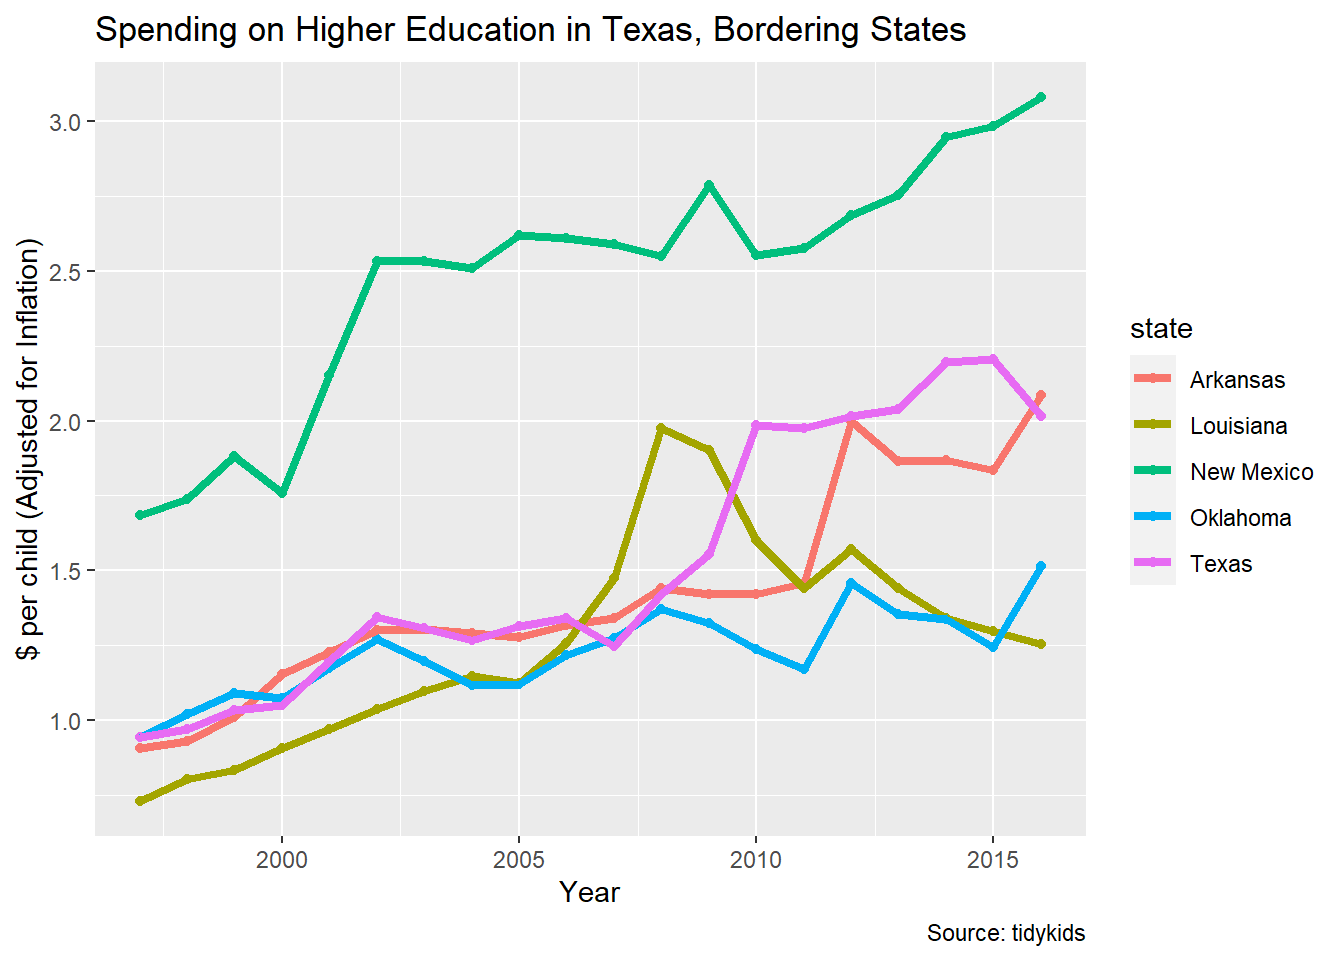 Spending on Higher Education in Texas, Bordering States
$ per child (Adjusted for Inflation)
3.0
2.5
2.0
1.5
1.0
2000 2005 2010 2015
Year
state
Arkansas
Louisiana
New Mexico
Oklahoma
Texas
Source: tidykids